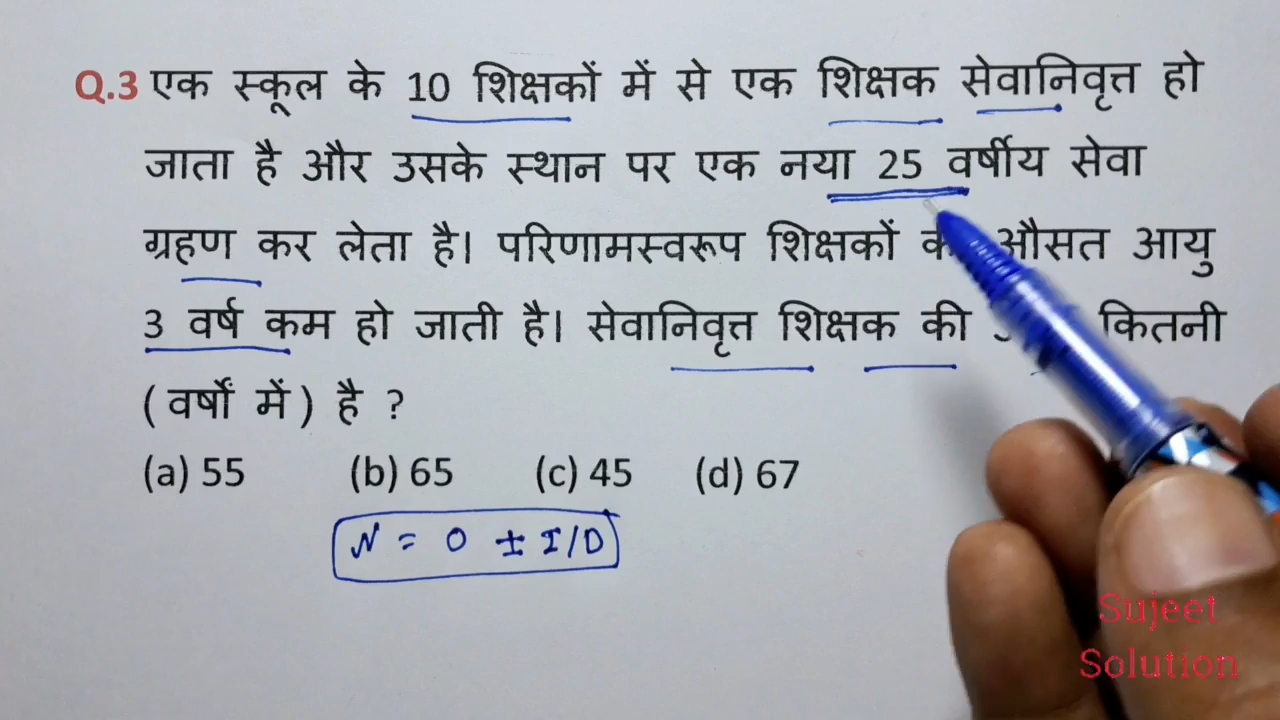 Q.3 एक स्कूल के 10 शिक्षकों में से एक शिक्षक सेवानिवृत्त हो
जाता है और उसके स्थान पर एक नया 25 वर्षीय सेवा
ग्रहण कर लेता है। परिणामस्वरूप शिक्षकों औसत आयु
3 वर्ष कम हो जाती है। सेवानिवृत्त शिक्षक की कितनी
(वर्षों में) है ?
(a) 55 (b) 65 (c) 45 (d) 67
N = O ± I/D
Sujeet
Solution